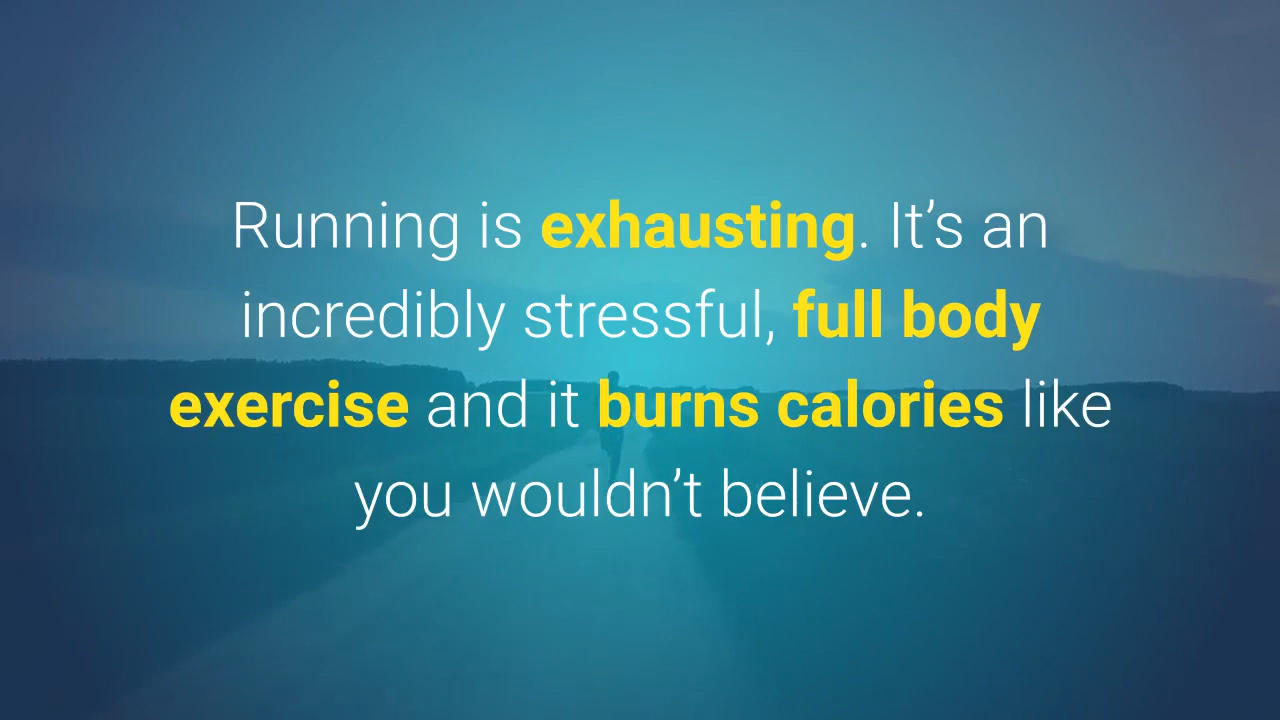 Running is exhausting. It’s an
incredibly stressful, full body
exercise and it burns calories like
you wouldn’t believe.